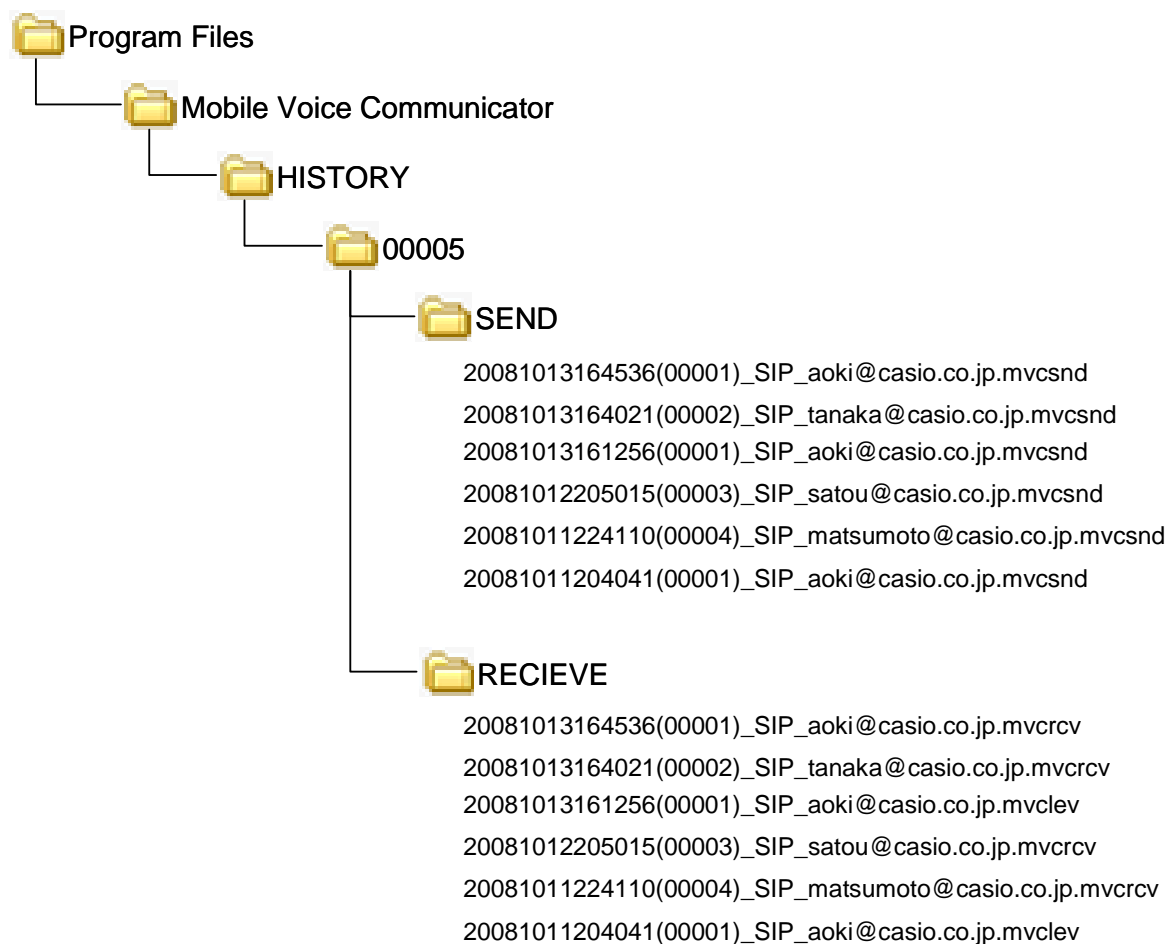 Program Files
Mobile Voice Communicator
HISTORY
00005
SEND
20081013164536(00001)_SIP_aoki@casio.co.jp.mvcsnd
20081013164021(00002)_SIP_tanaka@casio.co.jp.mvcsnd
20081013161256(00001)_SIP_aoki@casio.co.jp.mvcsnd
20081012205015(00003)_SIP_satou@casio.co.jp.mvcsnd
20081011224110(00004)_SIP_matsumoto@casio.co.jp.mvcsnd
20081011204041(00001)_SIP_aoki@casio.co.jp.mvcsnd
RECIEVE
20081013164536(00001)_SIP_aoki@casio.co.jp.mvcrcv
20081013164021(00002)_SIP_tanaka@casio.co.jp.mvcrcv
20081013161256(00001)_SIP_aoki@casio.co.jp.mvclev
20081012205015(00003)_SIP_satou@casio.co.jp.mvcrcv
20081011224110(00004)_SIP_matsumoto@casio.co.jp.mvcrcv
20081011204041(00001)_SIP_aoki@casio.co.jp.mvclev